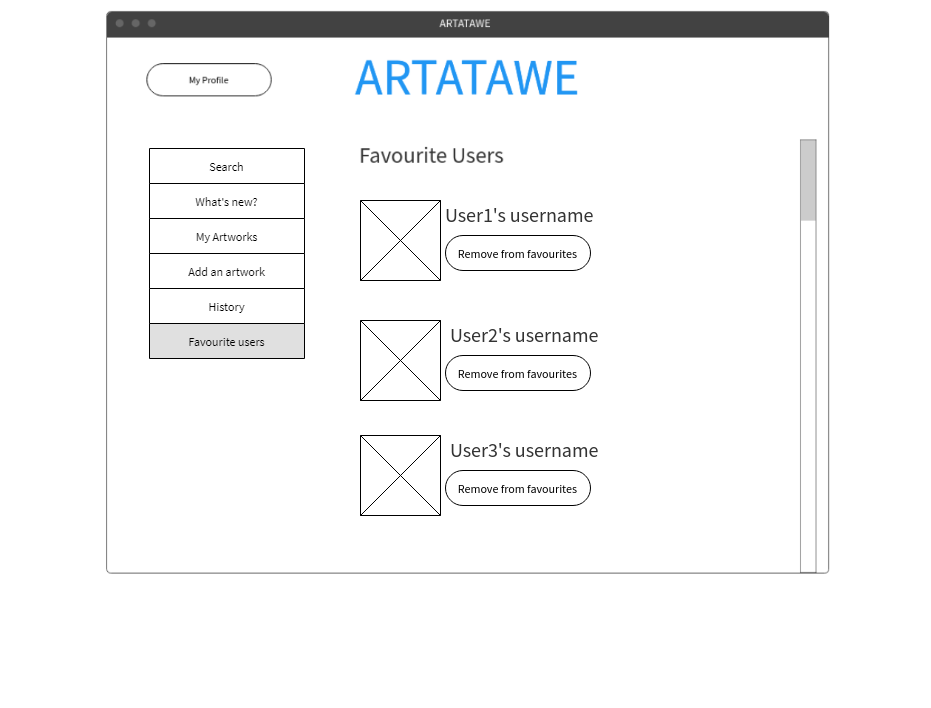 ARTATAWE
My Profile
ARTATAWE
Search
What's new?
My Artworks
Add an artwork
History
Favourite users
Favourite Users
User1's username
Remove from favourites
User2's username
Remove from favourites
User3's username
Remove from favourites